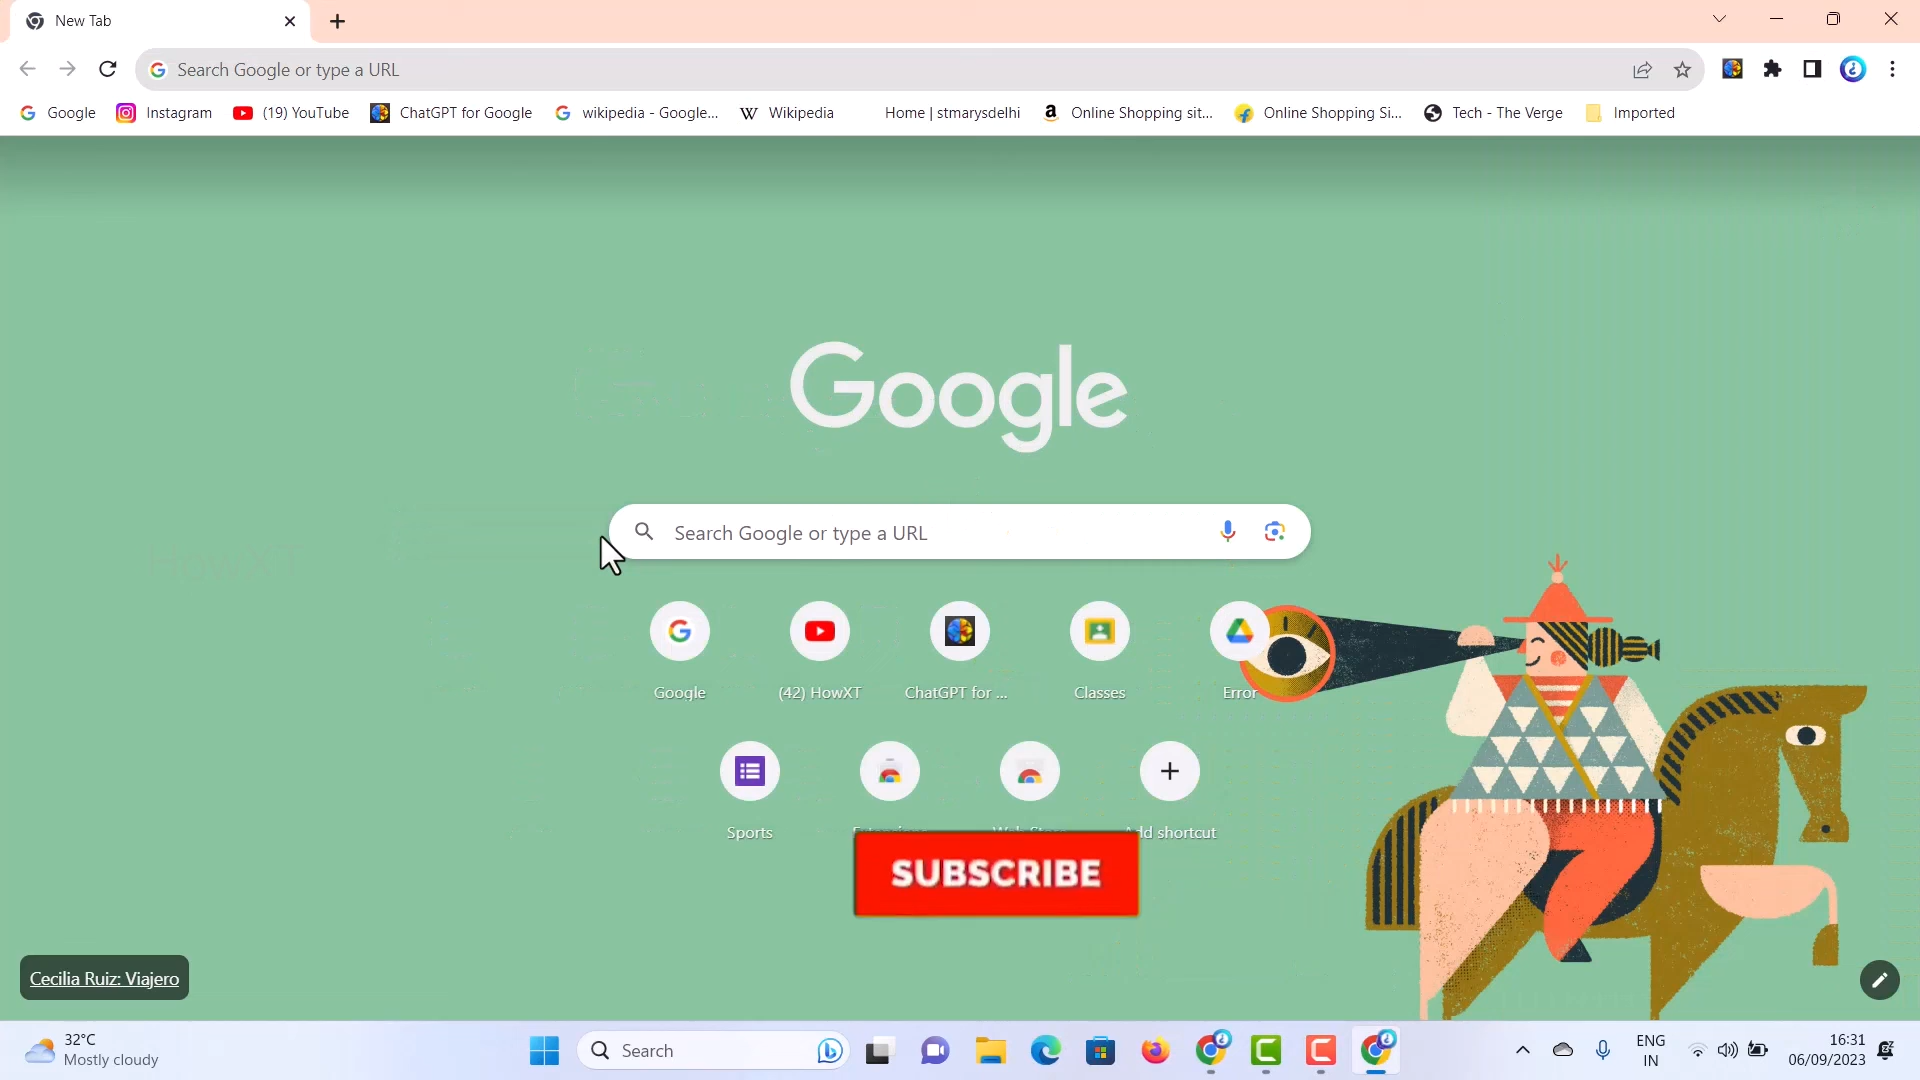 New Tab
Search Google or type a URL
Google Instagram (19) YouTube ChatGPT for Google wikipedia - Google... Wikipedia Home | stmarysdelhi Online Shopping sit... Online Shopping Si... Tech - The Verge Imported
Google
Search Google or type a URL
HowXT
Google (42) HowXT ChatGPT for ... Classes Error
Sports dd shortcut
SUBSCRIBE
Cecilia Ruiz: Viajero
32°C
Mostly cloudy
Search
ENG
IN
16:31
06/09/2023